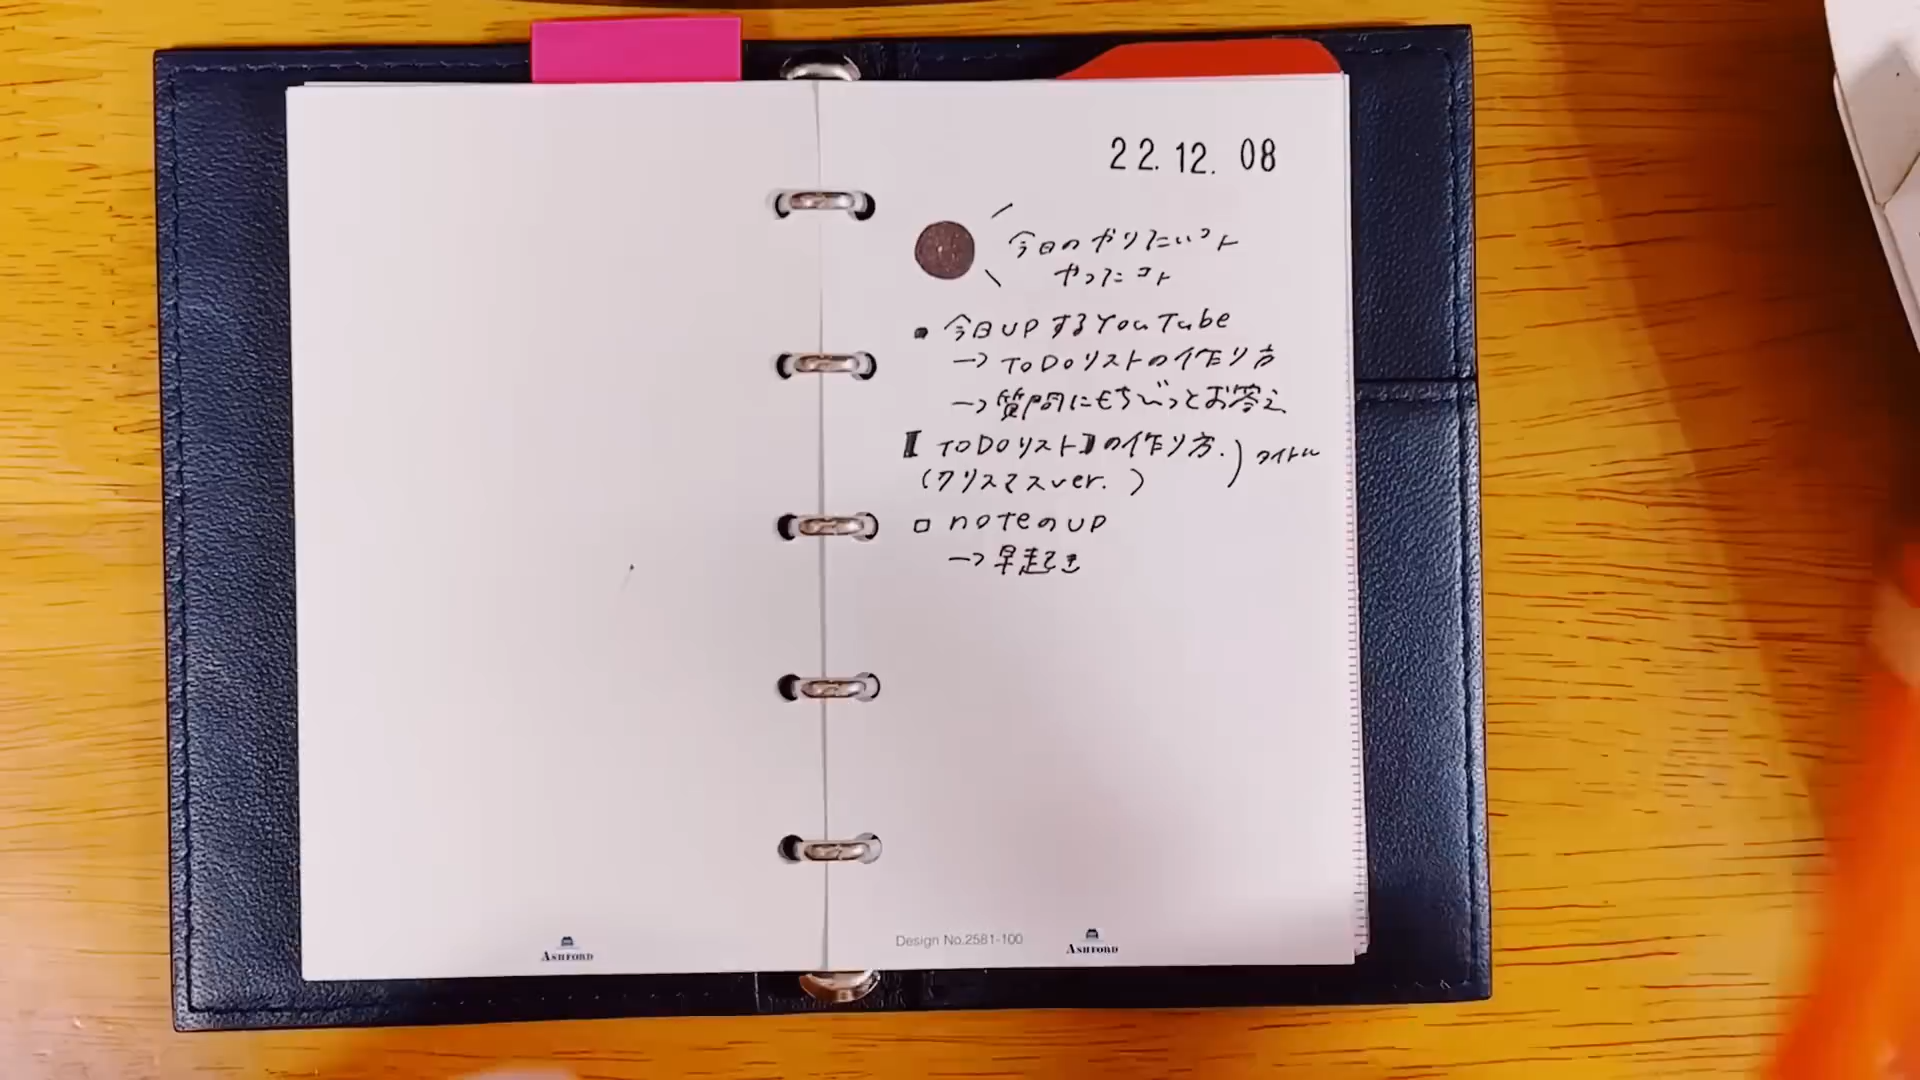 22.12.08
今日のやりたいコト
やったコト
今日UPするYouTube
→ToDoリストの作り方
→質問にもちょびっとお答え
【ToDoリスト】の作り方.
(クリスマスver. )
タイトル
□ noteのUP
→早起き
ASHFORD
Design No.2581-100
ASHFORD